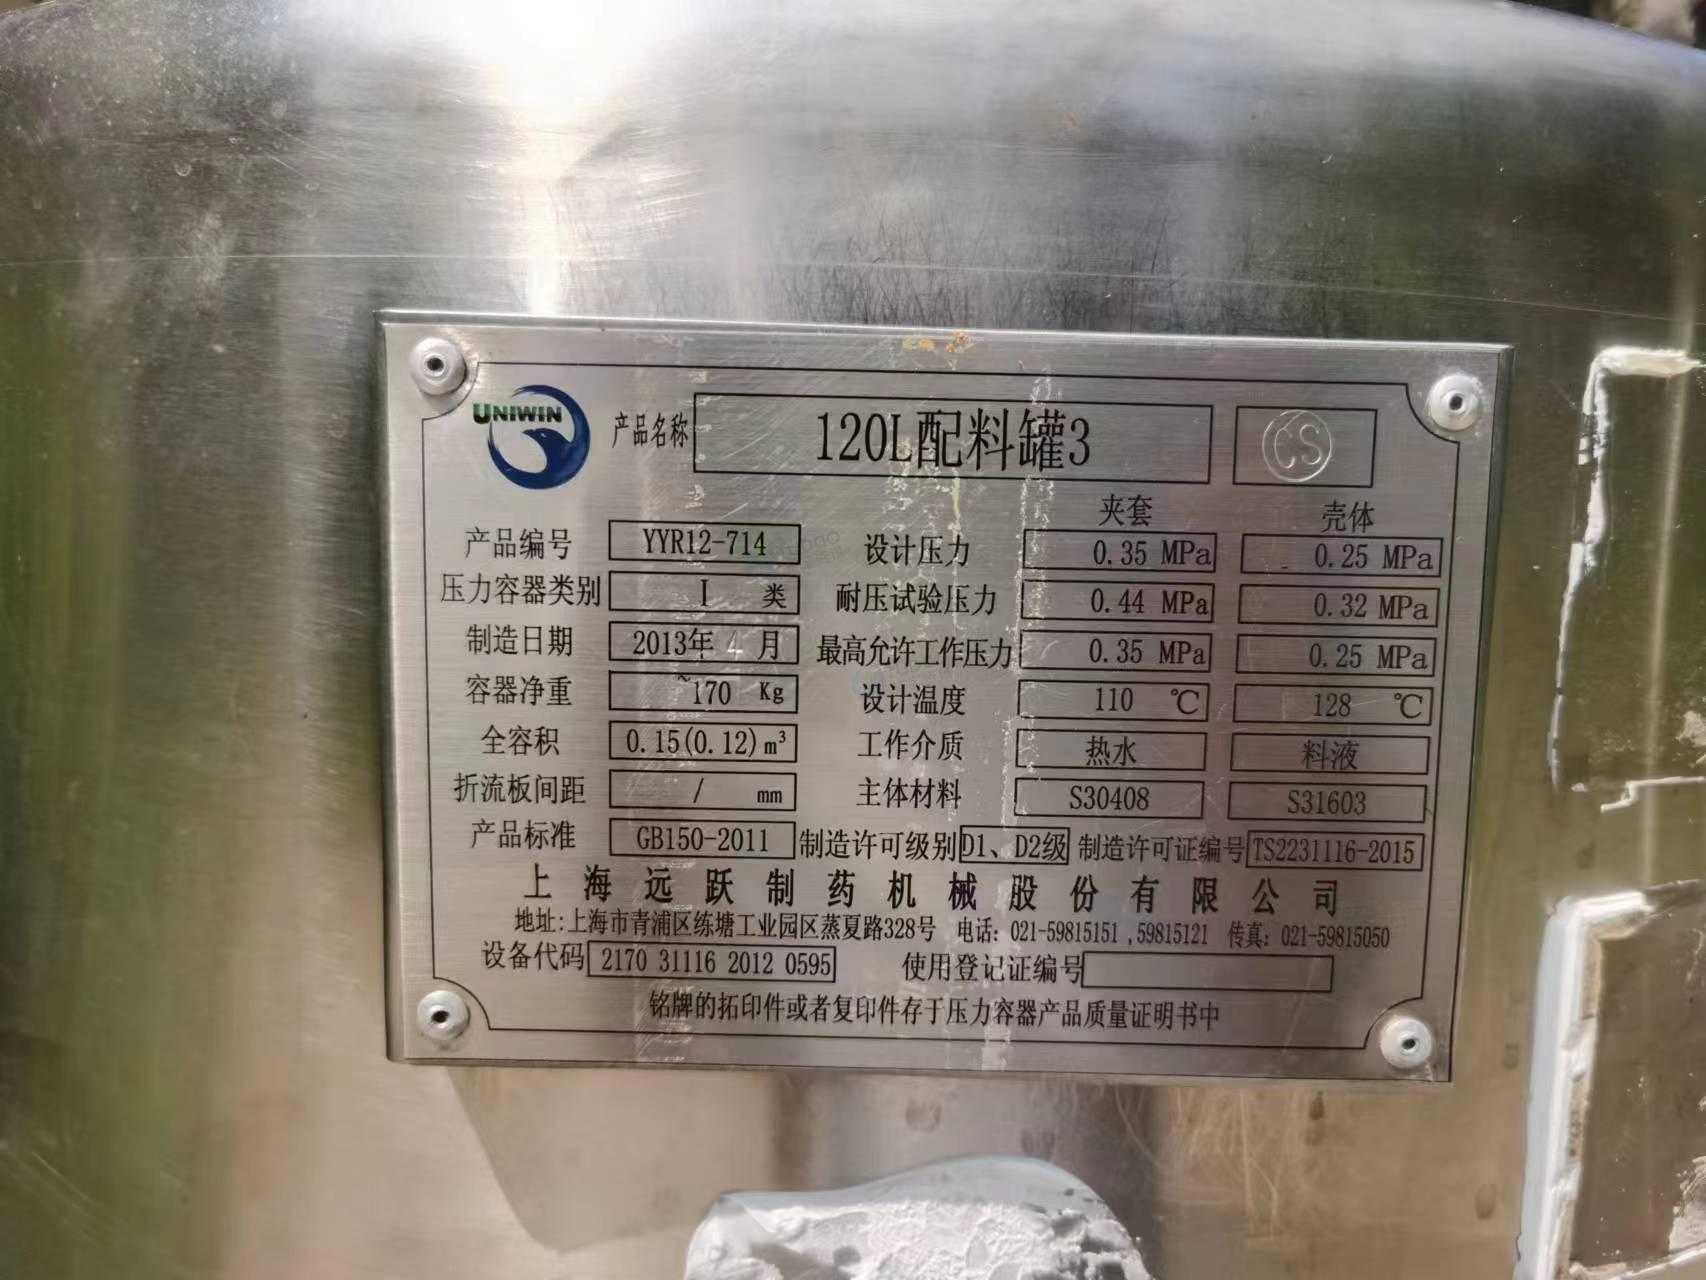 UNIWIN 产品名称 120L配料罐3 CS
夹套 壳体
产品编号 YYR12-714 设计压力 0.35 MPa 0.25 MPa
压力容器类别 I 类 耐压试验压力 0.44 MPa 0.32 MPa
制造日期 2013年 4 月 最高允许工作压力 0.35 MPa 0.25 MPa
容器净重 ~170 Kg 设计温度 110 ℃ 128 ℃
全容积 0.15(0.12)m³ 工作介质 热水 料液
折流板间距 / mm 主体材料 S30408 S31603
产品标准 GB150-2011 制造许可级别 D1、D2级 制造许可证编号 TS2231116-2015
上海远跃制药机械股份有限公司
地址:上海市青浦区练塘工业园区蒸夏路328号 电话: 021-59815151 ,59815121 传真: 021-59815050
设备代码 2170 31116 2012 0595 使用登记证编号
铭牌的拓印件或者复印件存于压力容器产品质量证明书中